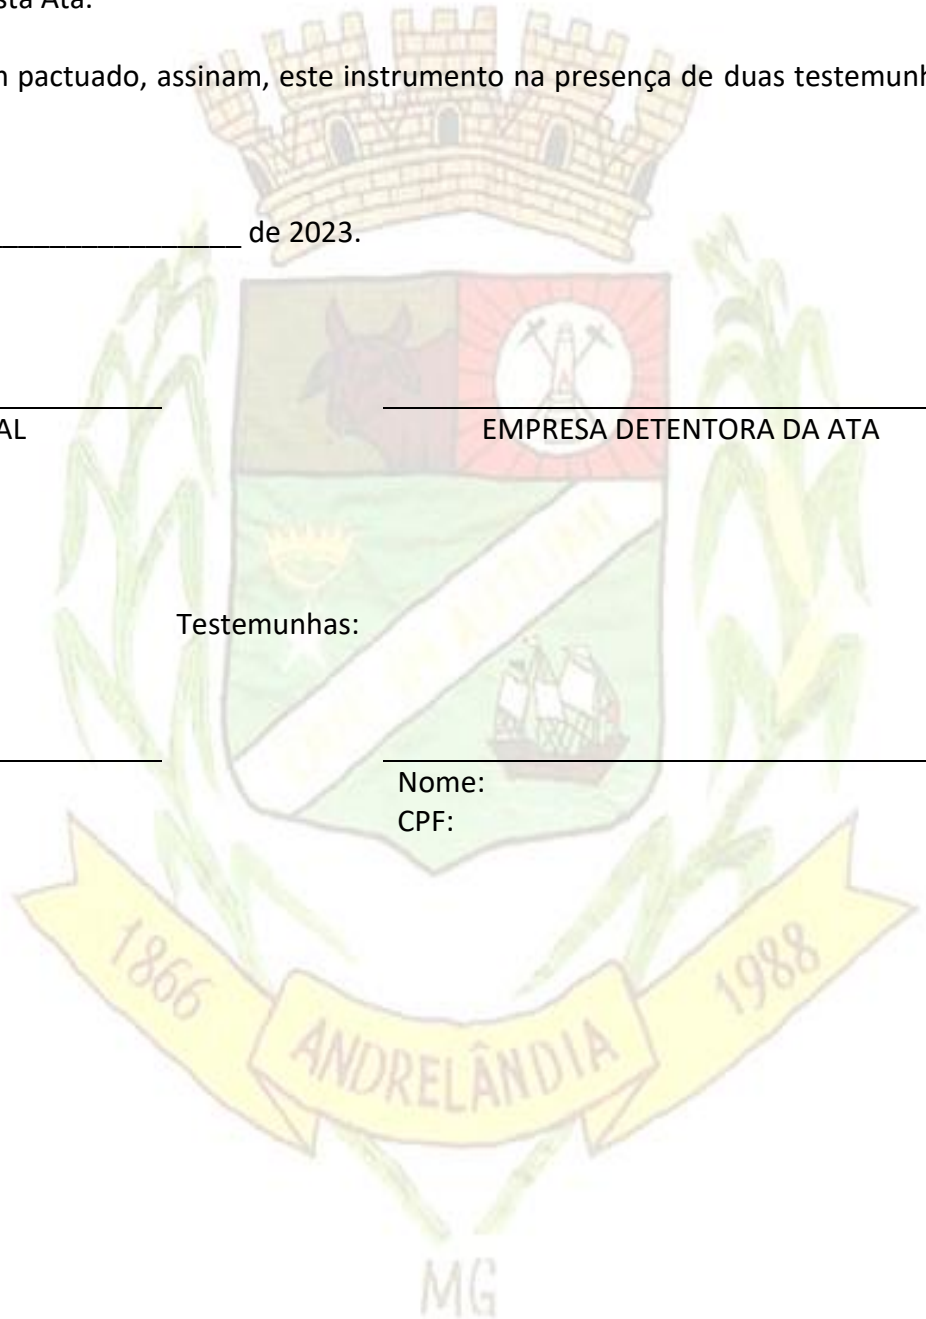 sta Ata.
m pactuado, assinam, este instrumento na presença de duas testemunh
_______________ de 2023.
AL
EMPRESA DETENTORA DA ATA
Testemunhas:
Nome:
CPF:
1866
ANDRELÂNDIA
1988
MG